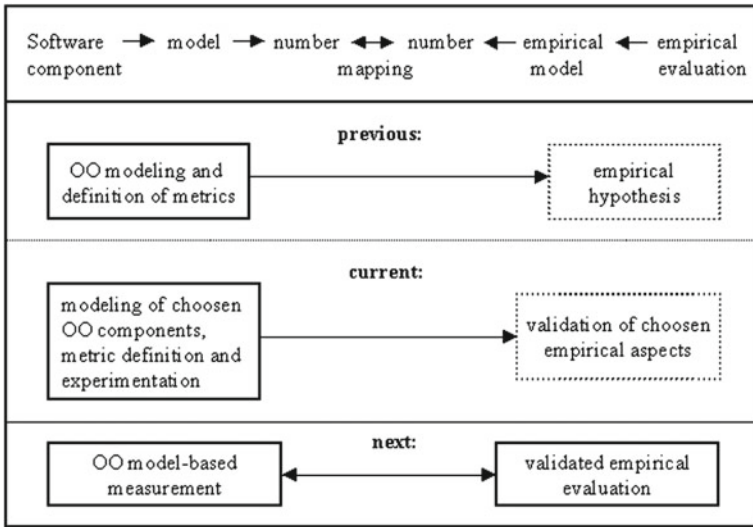 Software model number number empirical empirical
component mapping model evaluation
previous:
OO modeling and
definition of metrics
empirical
hypothesis
current:
modeling of choosen
OO components,
metric definition and
experimentation
validation of choosen
empirical aspects
next:
OO model-based
measurement
validated empirical
evaluation